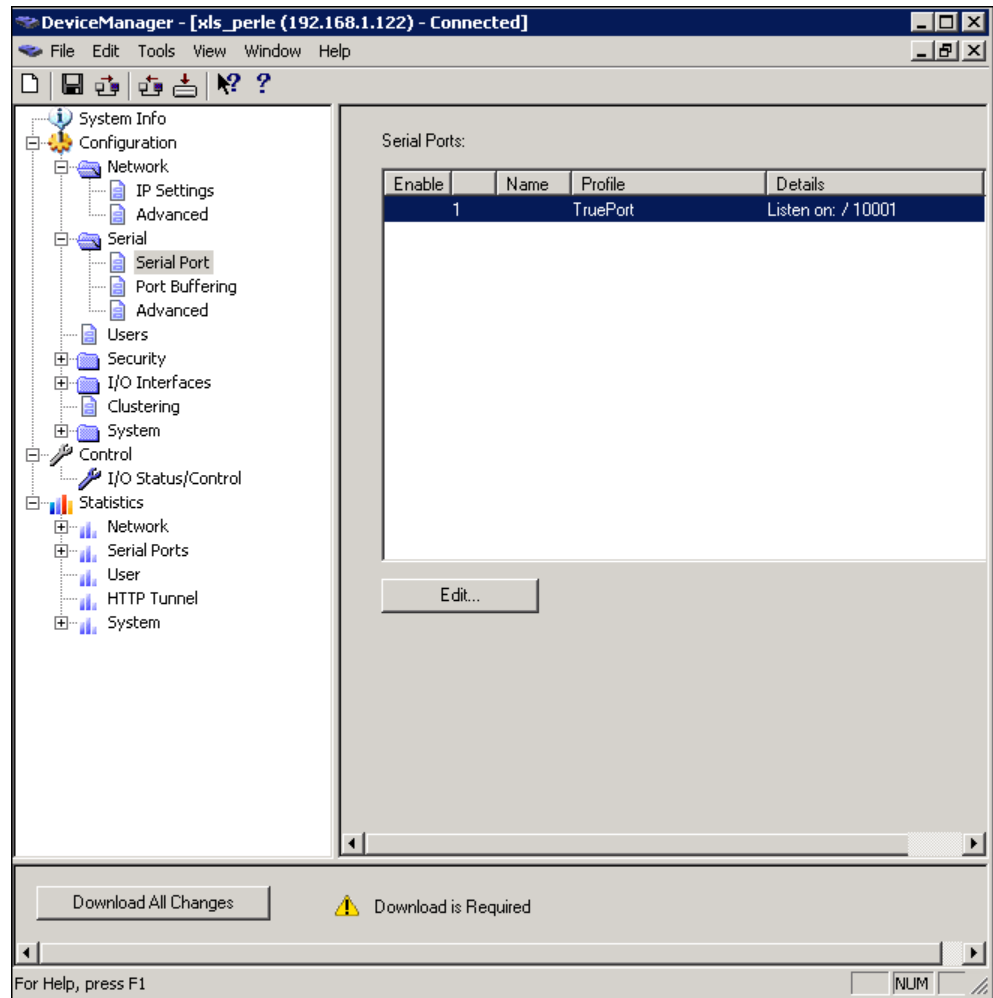 DeviceManager - [xls_perle (192.168.1.122) - Connected]
File Edit Tools View Window Help
System Info
Configuration
Network
IP Settings
Advanced
Serial
Serial Port
Port Buffering
Advanced
Users
Security
I/O Interfaces
Clustering
System
Control
I/O Status/Control
Statistics
Network
Serial Ports
User
HTTP Tunnel
System
Serial Ports:
Enable Name Profile Details
1 TruePort Listen on: / 10001
Edit...
Download All Changes
Download is Required
For Help, press F1
NUM